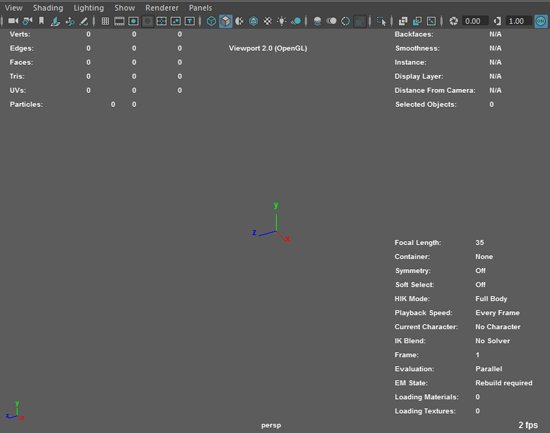 View Shading Lighting Show Renderer Panels
0.00 1.00
Verts: 0 0 0 Backfaces: N/A
Edges: 0 0 0 Viewport 2.0 (OpenGL) Smoothness: N/A
Faces: 0 0 0 Instance: N/A
Tris: 0 0 0 Display Layer: N/A
UVs: 0 0 0 Distance From Camera: N/A
Particles: 0 0 Selected Objects: 0
y
z
Focal Length: 35
Container: None
Symmetry: Off
Soft Select: Off
HIK Mode: Full Body
Playback Speed: Every Frame
Current Character: No Character
IK Blend: No Solver
Frame: 1
Evaluation: Parallel
EM State: Rebuild required
Loading Materials: 0
Loading Textures: 0
y
z
persp 2 fps